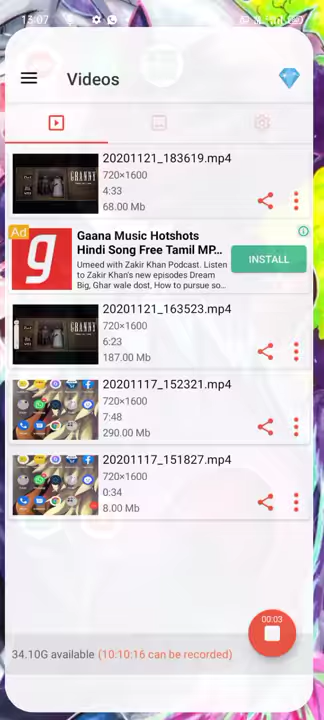 13:07
Videos
20201121_183619.mp4
720×1600
4:33
68.00 Mb
GRANNY
Ad
g
Gaana Music Hotshots
Hindi Song Free Tamil MP...
Umeed with Zakir Khan Podcast. Listen
to Zakir Khan's new episodes Dream
Big, Ghar wale dost, How to pursue so...
INSTALL
20201121_163523.mp4
720×1600
6:23
187.00 Mb
GRANNY
20201117_152321.mp4
720×1600
7:48
290.00 Mb
20201117_151827.mp4
720×1600
0:34
8.00 Mb
00:03
34.10G available (10:10:16 can be recorded)